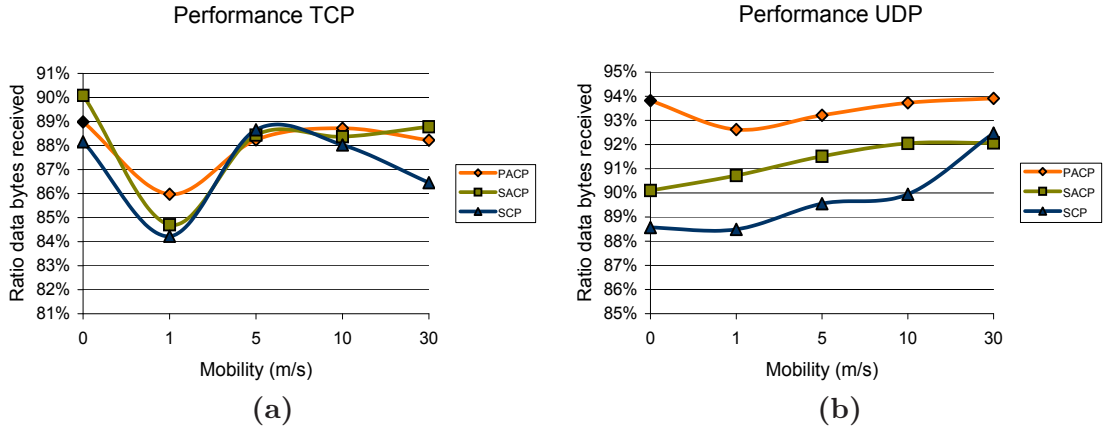 Performance TCP
Ratio data bytes received
91%
90%
89%
88%
87%
86%
85%
84%
83%
82%
81%
0 1 5 10 30
Mobility (m/s)
PACP
SACP
SCP
(a)
Performance UDP
Ratio data bytes received
95%
94%
93%
92%
91%
90%
89%
88%
87%
86%
85%
0 1 5 10 30
Mobility (m/s)
PACP
SACP
SCP
(b)